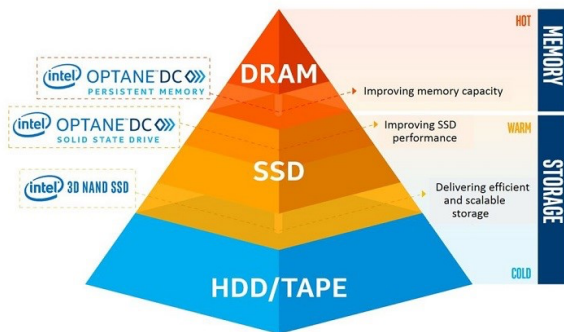 HOT
MEMORY
DRAM
intel OPTANE DC
PERSISTENT MEMORY
Improving memory capacity
intel OPTANE DC
SOLID STATE DRIVE
Improving SSD
performance
WARM
STORAGE
SSD
intel 3D NAND SSD
Delivering efficient
and scalable
storage
COLD
HDD/TAPE